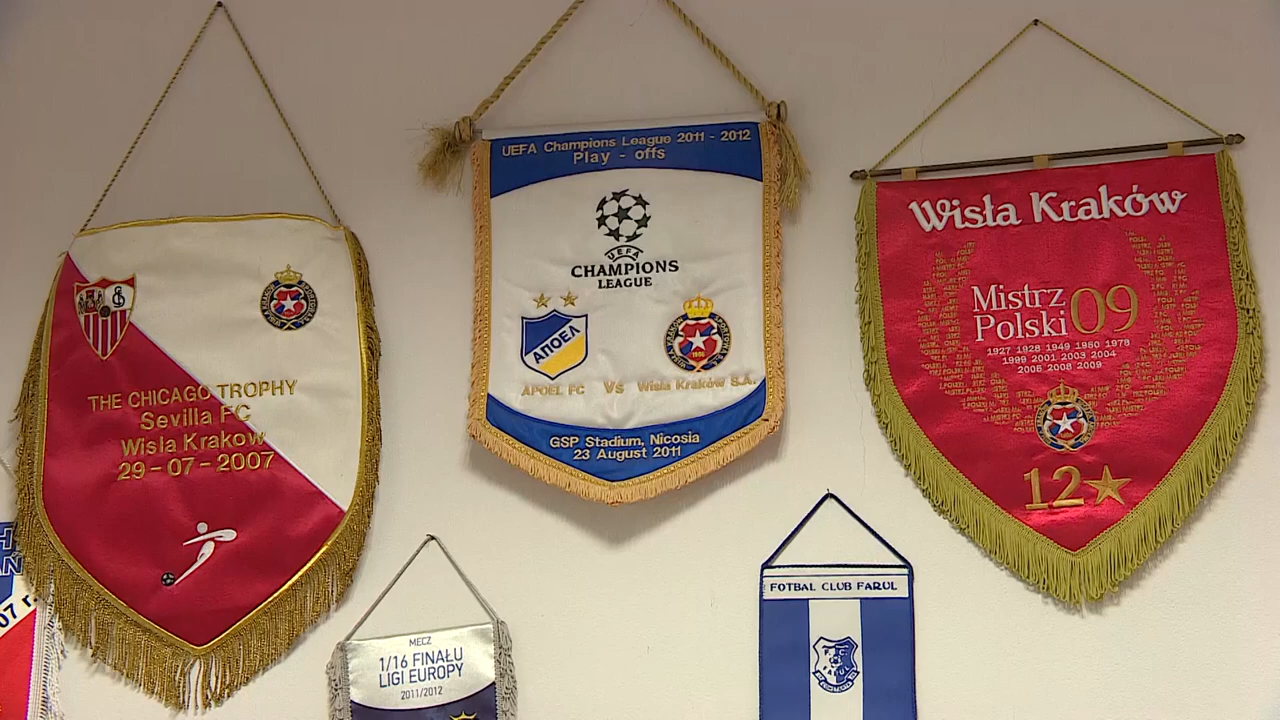 THE CHICAGO TROPHY
Sevilla FC
Wisla Krakow
29-07-2007
UEFA Champions League 2011 - 2012
Play - offs
UEFA
CHAMPIONS
LEAGUE
ΑΠΟΕΛ
APOEL FC VS Wisła Kraków S.A.
GSP Stadium, Nicosia
23 August 2011
Wisła Kraków
Mistrz
Polski 09
1927 1928 1949 1950 1978
1999 2001 2003 2004
2005 2008 2009
12
07 r.
MECZ
1/16 FINAŁU
LIGI EUROPY
2011/2012
FOTBAL CLUB FARUL